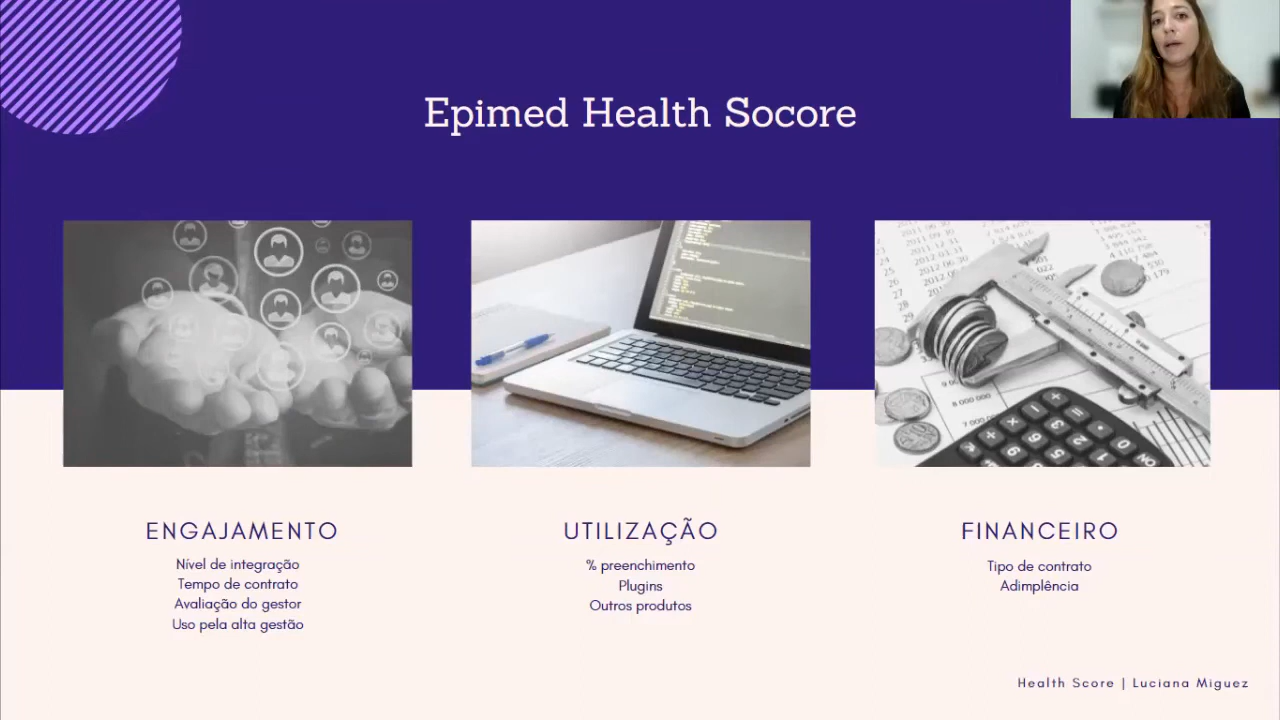 Epimed Health Socore
ENGAJAMENTO
Nível de integração
Tempo de contrato
Avaliação do gestor
Uso pela alta gestão
UTILIZAÇÃO
% preenchimento
Plugins
Outros produtos
FINANCEIRO
Tipo de contrato
Adimplência
Health Score | Luciana Miguez